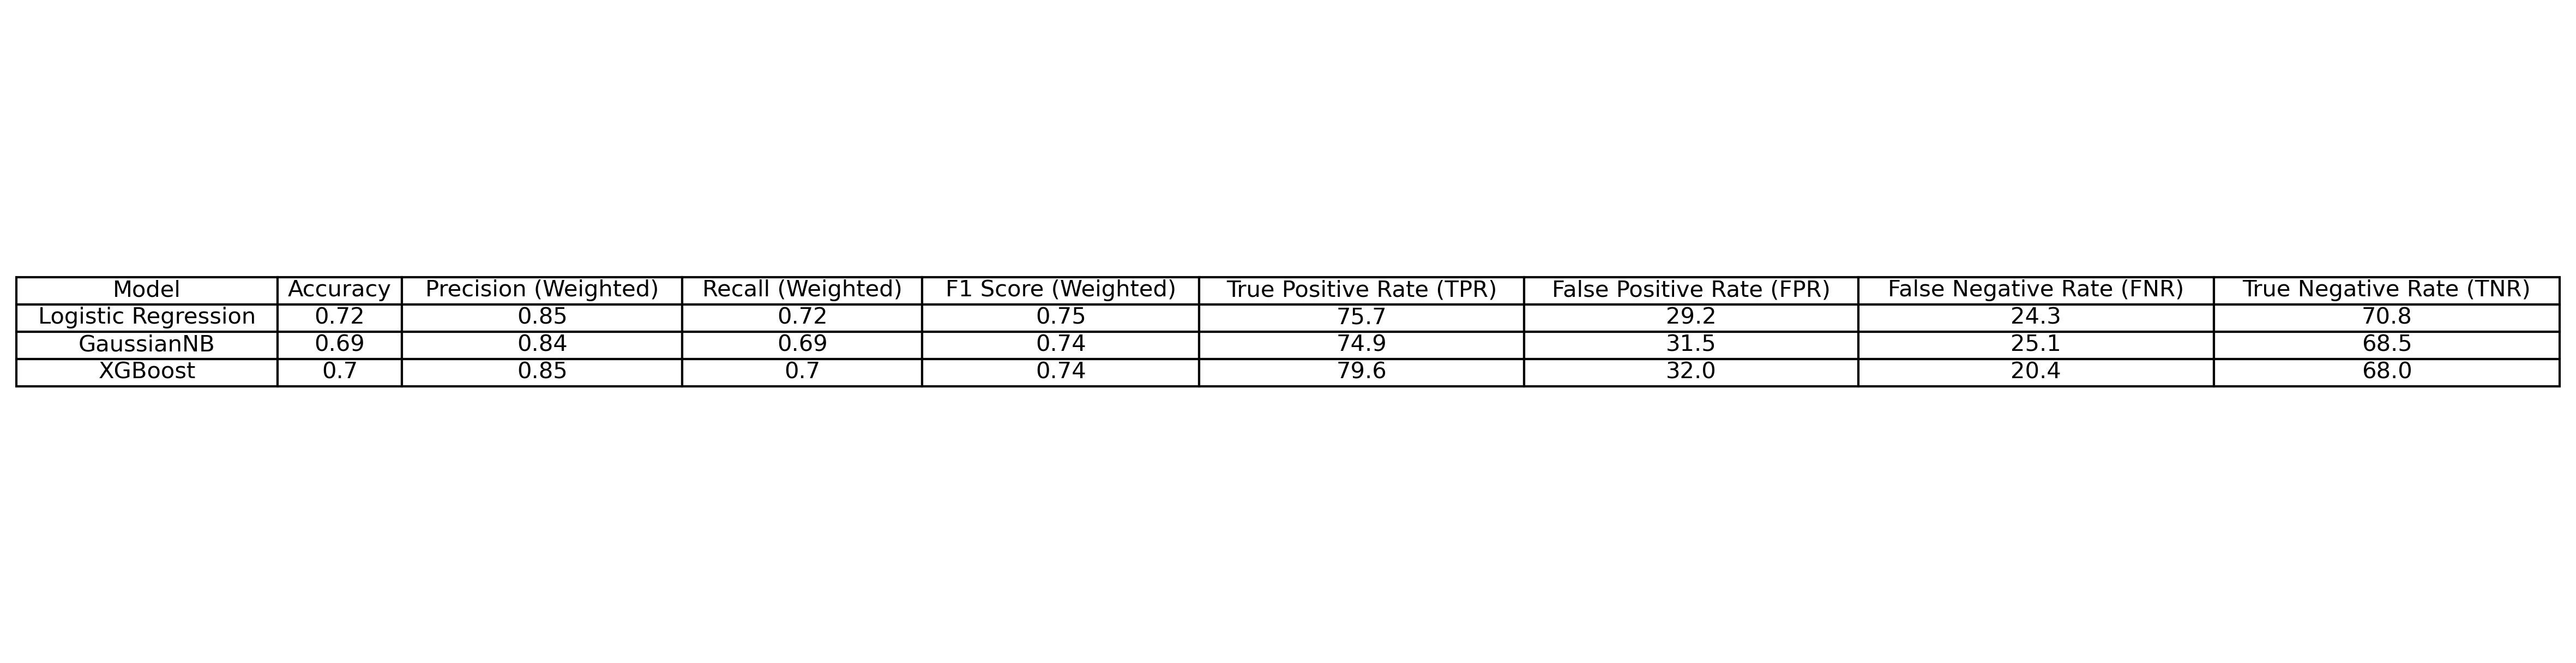 Model Accuracy Precision (Weighted) Recall (Weighted) F1 Score (Weighted) True Positive Rate (TPR) False Positive Rate (FPR) False Negative Rate (FNR) True Negative Rate (TNR)
Logistic Regression 0.72 0.85 0.72 0.75 75.7 29.2 24.3 70.8
GaussianNB 0.69 0.84 0.69 0.74 74.9 31.5 25.1 68.5
XGBoost 0.7 0.85 0.7 0.74 79.6 32.0 20.4 68.0